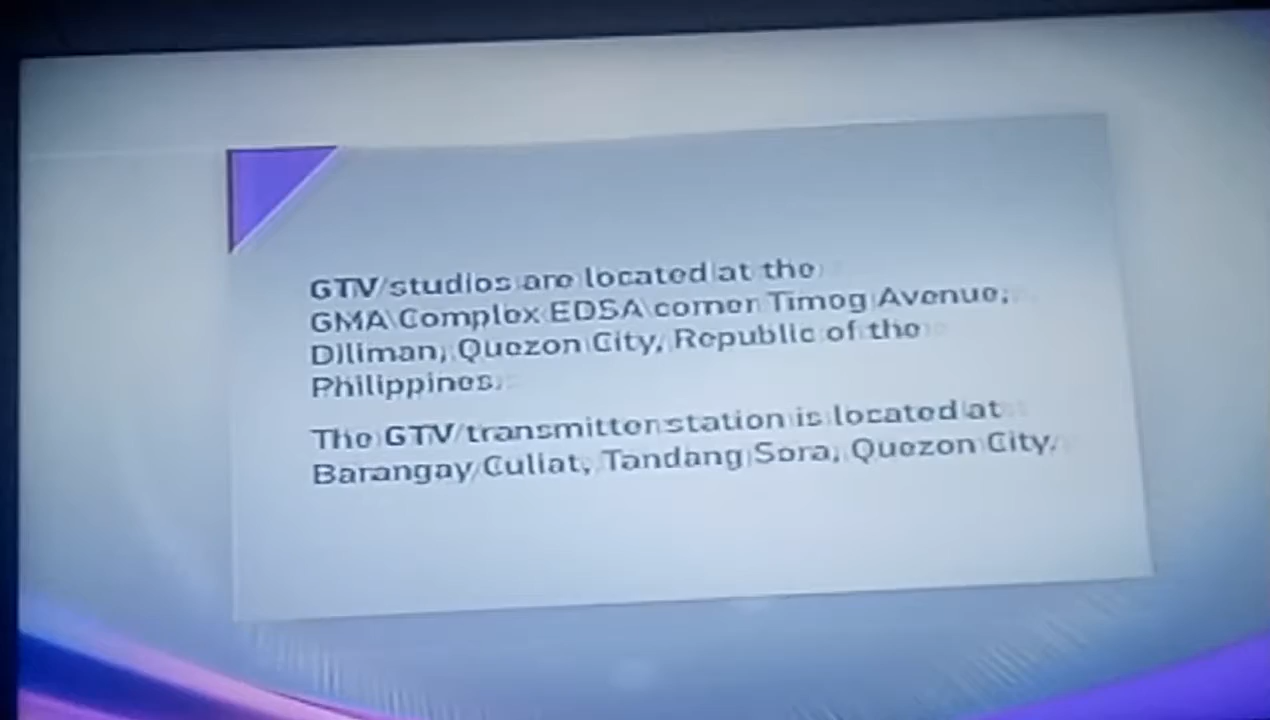 GTV studios are located at the
GMA Complex EDSA corner Timog Avenue,
Diliman, Quezon City, Republic of the
Philippines.
The GTV transmitter station is located at
Barangay Culiat, Tandang Sora, Quezon City.